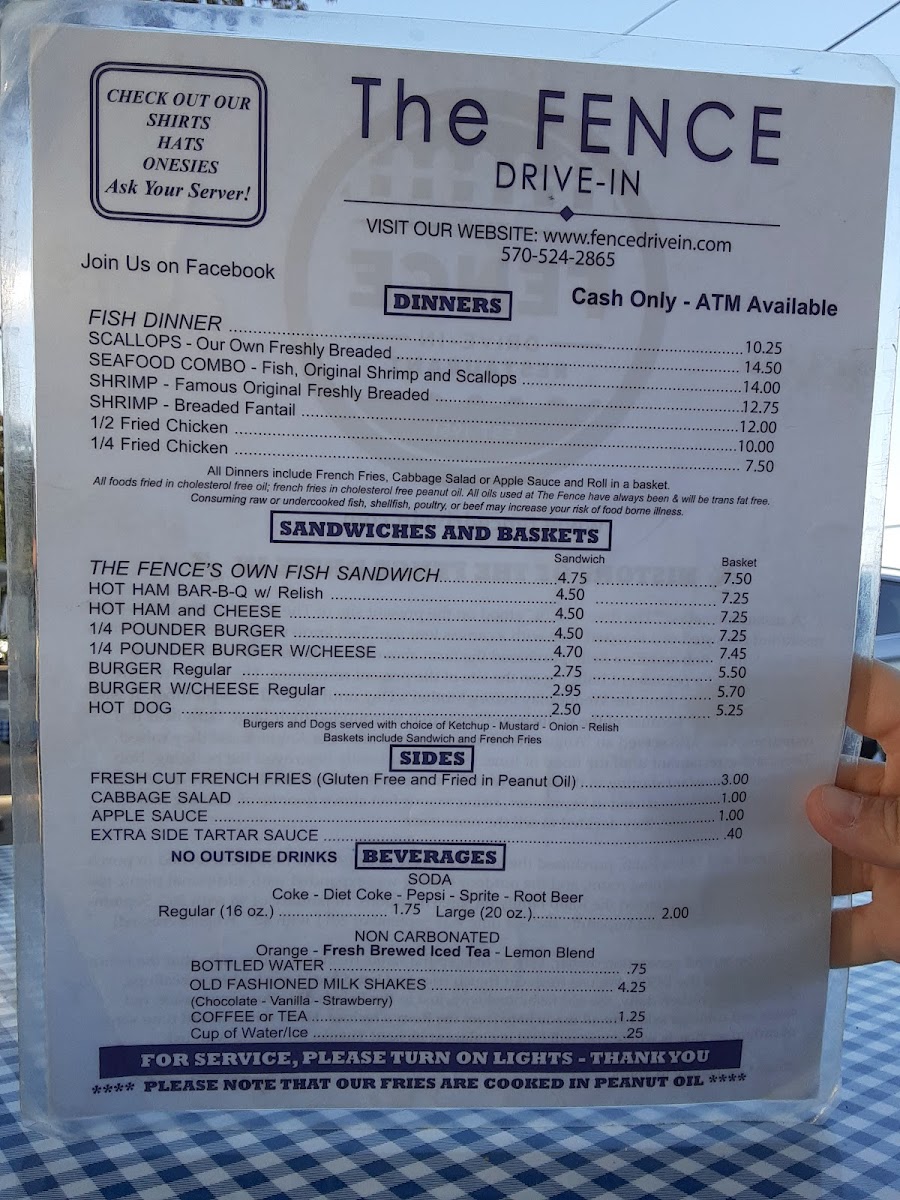 CHECK OUT OUR
SHIRTS
HATS
ONESIES
Ask Your Server!
The FENCE
DRIVE-IN
VISIT OUR WEBSITE: www.fencedrivein.com
570-524-2865
Join Us on Facebook
Cash Only - ATM Available
DINNERS
FISH DINNER ... 10.25
SCALLOPS - Our Own Freshly Breaded ... 14.50
SEAFOOD COMBO - Fish, Original Shrimp and Scallops ... 14.00
SHRIMP - Famous Original Freshly Breaded ... 12.75
SHRIMP - Breaded Fantail ... 12.00
1/2 Fried Chicken ... 10.00
1/4 Fried Chicken ... 7.50
All Dinners include French Fries, Cabbage Salad or Apple Sauce and Roll in a basket.
All foods fried in cholesterol free oil; french fries in cholesterol free peanut oil. All oils used at The Fence have always been & will be trans fat free.
Consuming raw or undercooked fish, shellfish, poultry, or beef may increase your risk of food borne illness.
SANDWICHES AND BASKETS
Sandwich Basket
THE FENCE'S OWN FISH SANDWICH ... 4.75 ... 7.50
HOT HAM BAR-B-Q w/ Relish ... 4.50 ... 7.25
HOT HAM and CHEESE ... 4.50 ... 7.25
1/4 POUNDER BURGER ... 4.50 ... 7.25
1/4 POUNDER BURGER W/CHEESE ... 4.70 ... 7.45
BURGER Regular ... 2.75 ... 5.50
BURGER W/CHEESE Regular ... 2.95 ... 5.70
HOT DOG ... 2.50 ... 5.25
Burgers and Dogs served with choice of Ketchup - Mustard - Onion - Relish
Baskets include Sandwich and French Fries
SIDES
FRESH CUT FRENCH FRIES (Gluten Free and Fried in Peanut Oil) ... 3.00
CABBAGE SALAD ... 1.00
APPLE SAUCE ... 1.00
EXTRA SIDE TARTAR SAUCE ... .40
NO OUTSIDE DRINKS BEVERAGES
SODA
Coke - Diet Coke - Pepsi - Sprite - Root Beer
Regular (16 oz.) ... 1.75 Large (20 oz.) ... 2.00
NON CARBONATED
Orange - Fresh Brewed Iced Tea - Lemon Blend
BOTTLED WATER ... .75
OLD FASHIONED MILK SHAKES ... 4.25
(Chocolate - Vanilla - Strawberry)
COFFEE or TEA ... 1.25
Cup of Water/Ice ... .25
FOR SERVICE, PLEASE TURN ON LIGHTS - THANK YOU
**** PLEASE NOTE THAT OUR FRIES ARE COOKED IN PEANUT OIL ****